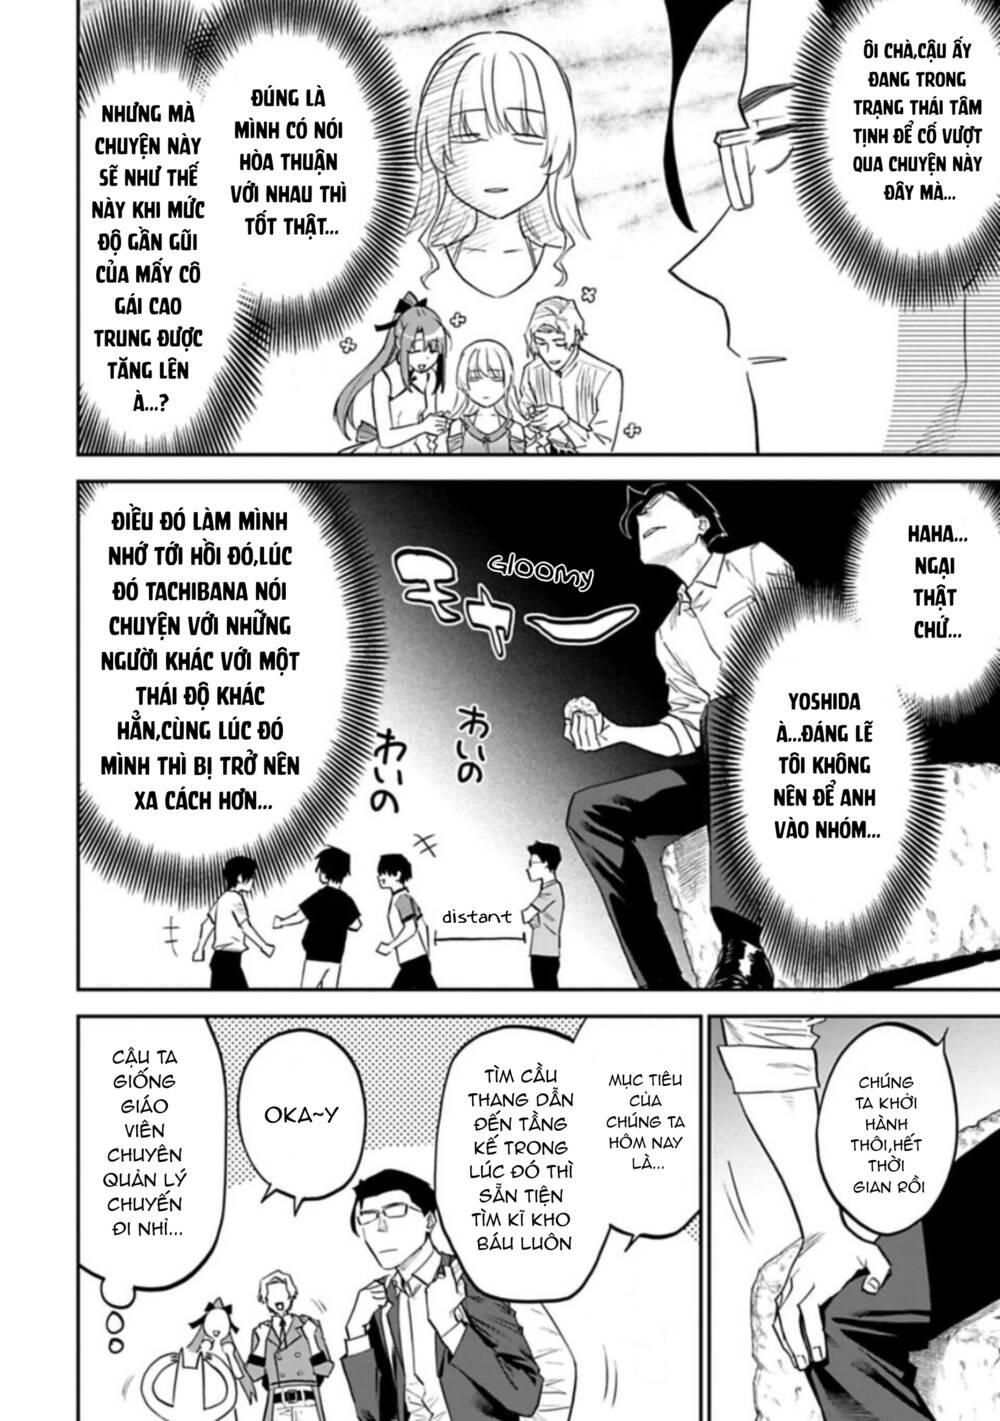 ÔI CHÀ,CẬU ẤY
ĐANG TRONG
TRẠNG THÁI TÂM
TỊNH ĐỂ CỐ VƯỢT
QUA CHUYỆN NÀY
ĐÂY MÀ...
ĐÚNG LÀ
MÌNH CÓ NÓI
HÒA THUẬN
VỚI NHAU THÌ
TỐT THẬT...
NHƯNG MÀ
CHUYỆN NÀY
SẼ NHƯ THẾ
NÀY KHI MỨC
ĐỘ GẦN GŨI
CỦA MẤY CÔ
GÁI CAO
TRUNG ĐƯỢC
TĂNG LÊN
À...?
HAHA...
NGẠI
THẬT
CHỨ...
YOSHIDA
À...ĐÁNG LẼ
TÔI KHÔNG
NÊN ĐỂ ANH
VÀO NHÓM...
GLOOMY
モヤー
わいの
わいの
ĐIỀU ĐÓ LÀM MÌNH
NHỚ TỚI HỒI ĐÓ,LÚC
ĐÓ TACHIBANA NÓI
CHUYỆN VỚI NHỮNG
NGƯỜI KHÁC VỚI MỘT
THÁI ĐỘ KHÁC
HẲN,CÙNG LÚC ĐÓ
MÌNH THÌ BỊ TRỞ NÊN
XA CÁCH HƠN...
distant
CHÚNG
TA KHỞI
HÀNH
THÔI,HẾT
THỜI
GIAN RỒI
MỤC TIÊU
CỦA
CHÚNG TA
HÔM NAY
LÀ...
TÌM CẦU
THANG DẪN
ĐẾN TẦNG
KẾ TRONG
LÚC ĐÓ THÌ
SẴN TIỆN
TÌM KĨ KHO
BÁU LUÔN
OKA~Y
CẬU TA
GIỐNG
GIÁO
VIÊN
CHUYÊN
QUẢN LÝ
CHUYẾN
ĐI NHỈ...